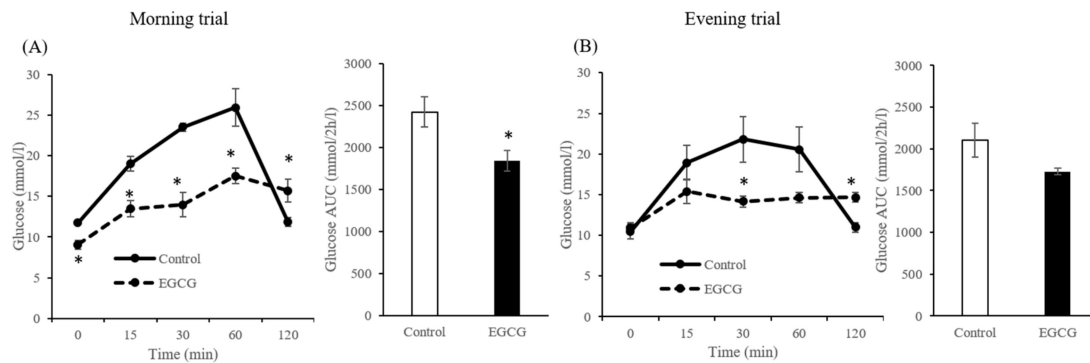 Morning trial
Evening trial
(A)
30
25
20
15
10
5
0
Glucose (mmol/l)
*
*
*
*
*
Control
EGCG
0 15 30 60 120
Time (min)
3000
2500
2000
1500
1000
500
0
Glucose AUC (mmol/2h/l)
*
Control EGCG
(B)
30
25
20
15
10
5
0
Glucose (mmol/l)
*
*
Control
EGCG
0 15 30 60 120
Time (min)
3000
2500
2000
1500
1000
500
0
Glucose AUC (mmol/2h/l)
Control EGCG